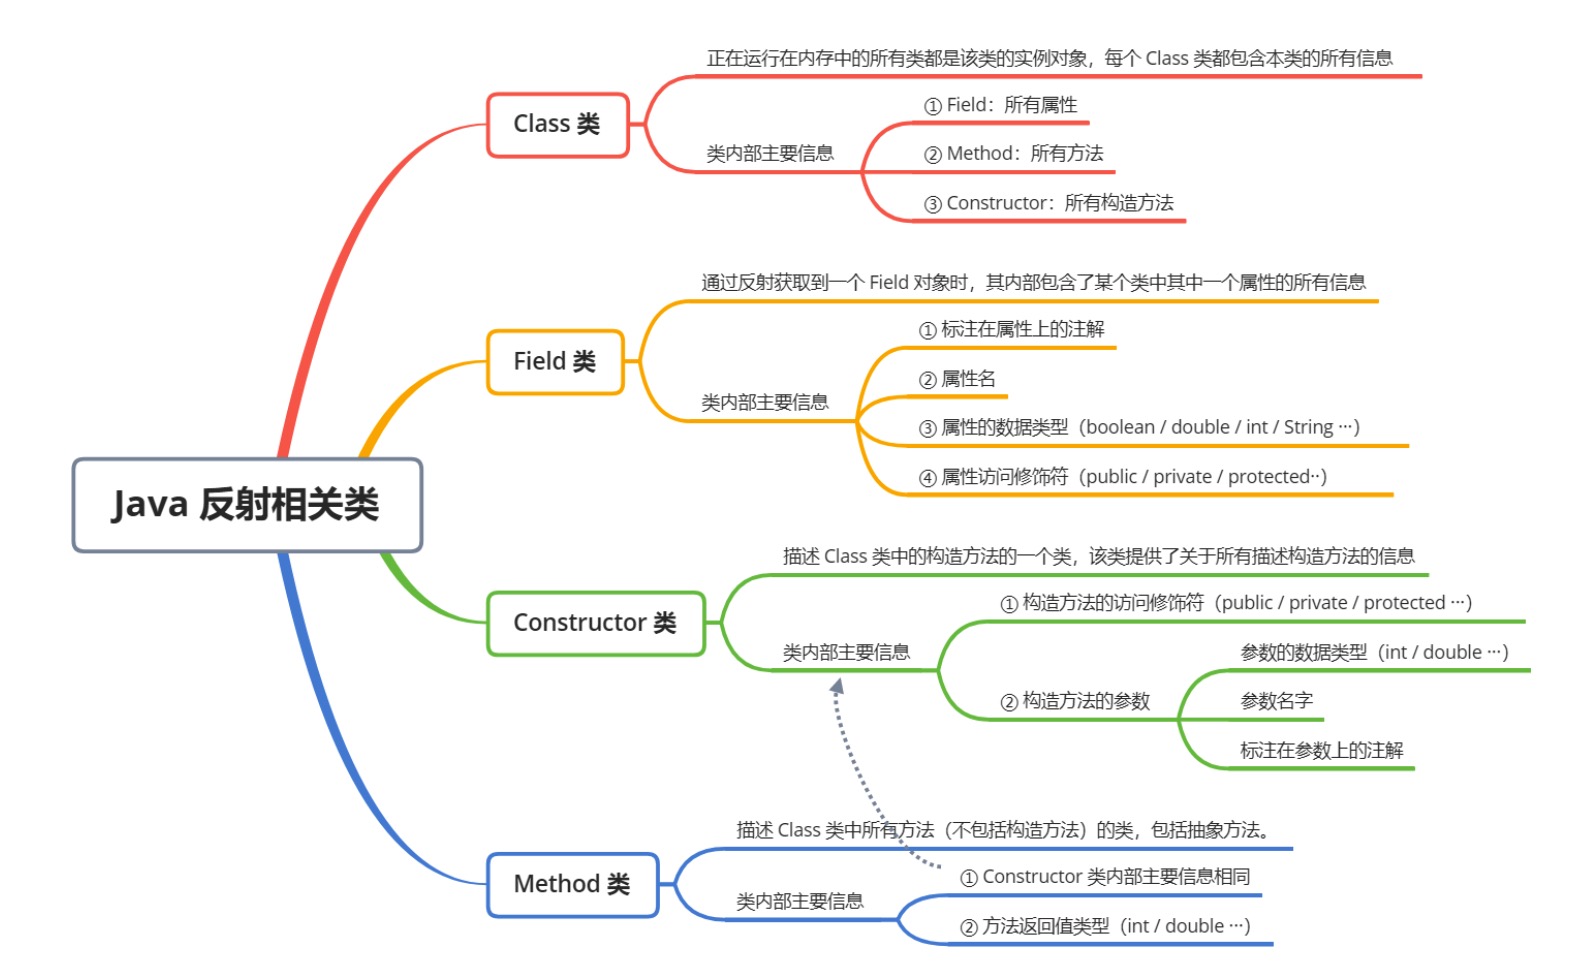 Java 反射相关类
Class 类
正在运行在内存中的所有类都是该类的实例对象，每个 Class 类都包含本类的所有信息
类内部主要信息
① Field：所有属性
② Method：所有方法
③ Constructor：所有构造方法
Field 类
通过反射获取到一个 Field 对象时，其内部包含了某个类中其中一个属性的所有信息
类内部主要信息
① 标注在属性上的注解
② 属性名
③ 属性的数据类型（boolean / double / int / String ···）
④ 属性访问修饰符（public / private / protected··）
Constructor 类
描述 Class 类中的构造方法的一个类，该类提供了关于所有描述构造方法的信息
类内部主要信息
① 构造方法的访问修饰符（public / private / protected ···）
② 构造方法的参数
参数的数据类型（int / double ···）
参数名字
标注在参数上的注解
Method 类
描述 Class 类中所有方法（不包括构造方法）的类，包括抽象方法。
类内部主要信息
① Constructor 类内部主要信息相同
② 方法返回值类型（int / double ···）